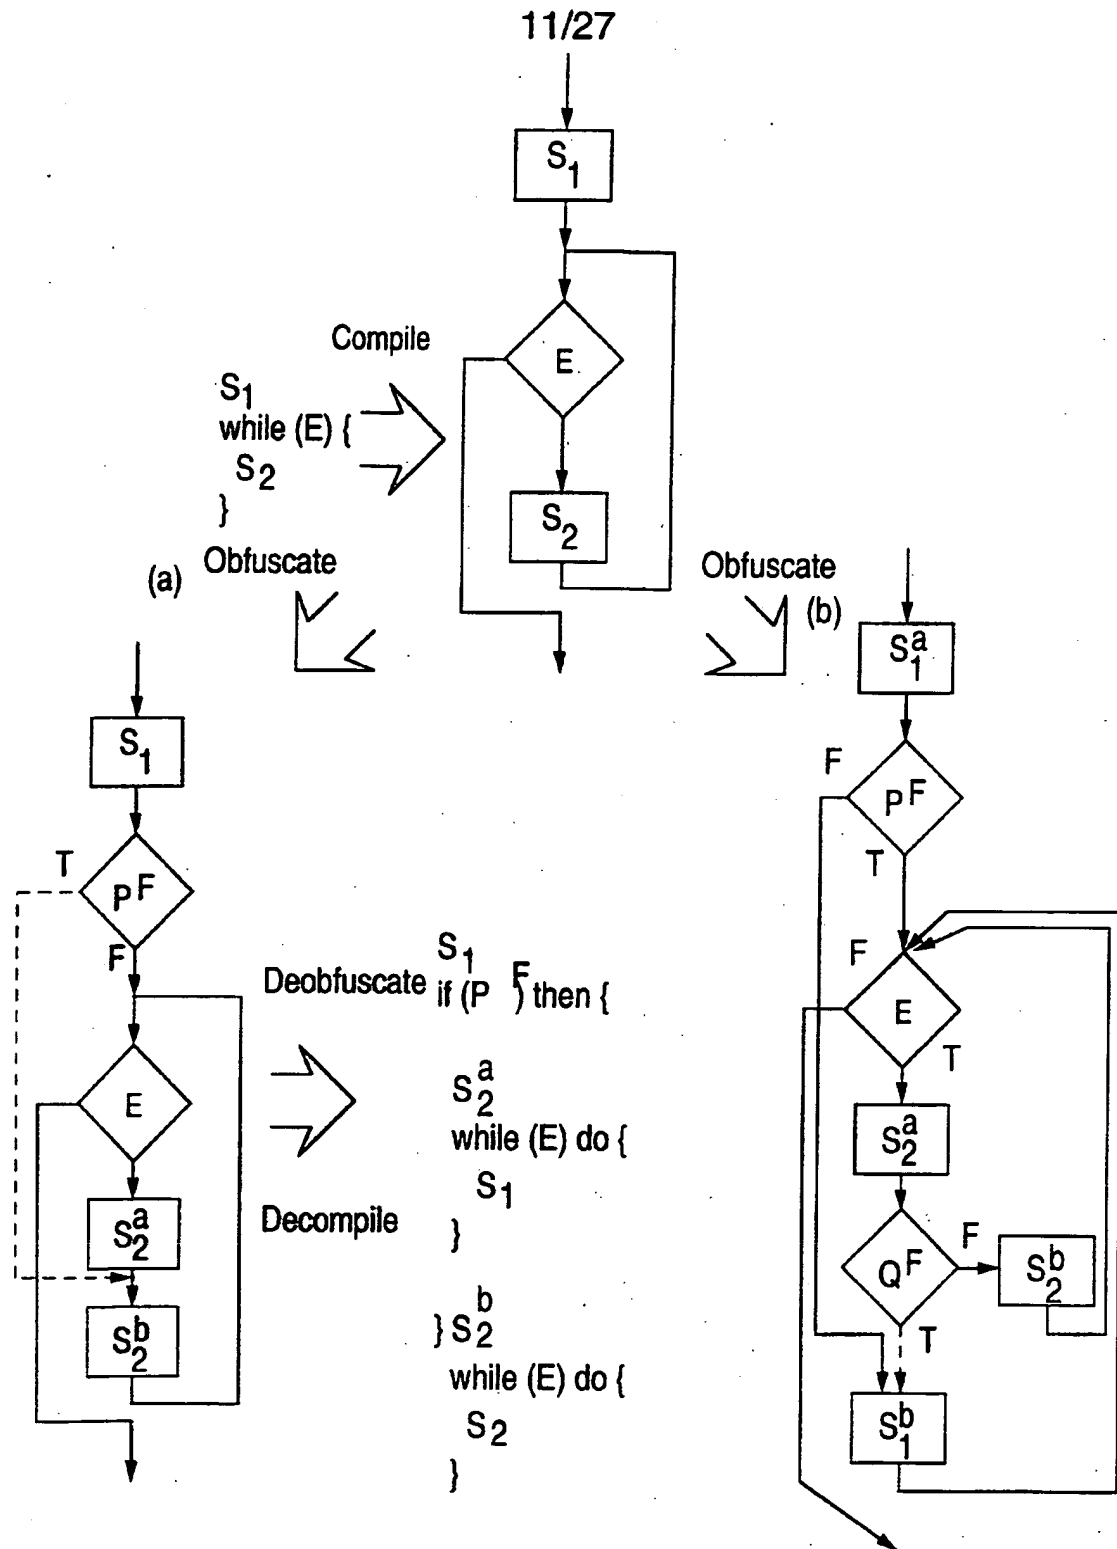 11/27
S1
E
S2
Compile
S1
while (E) {
S2
}
(a) Obfuscate
Obfuscate
(b)
S1
T
PF
F
E
S2a
S2b
Deobfuscate
Decompile
S1
if (P F) then {
S2a
while (E) do {
S1
}
} S2b
while (E) do {
S2
}
S1a
F
PF
T
F
E
T
S2a
QF
F
S2b
T
S1b